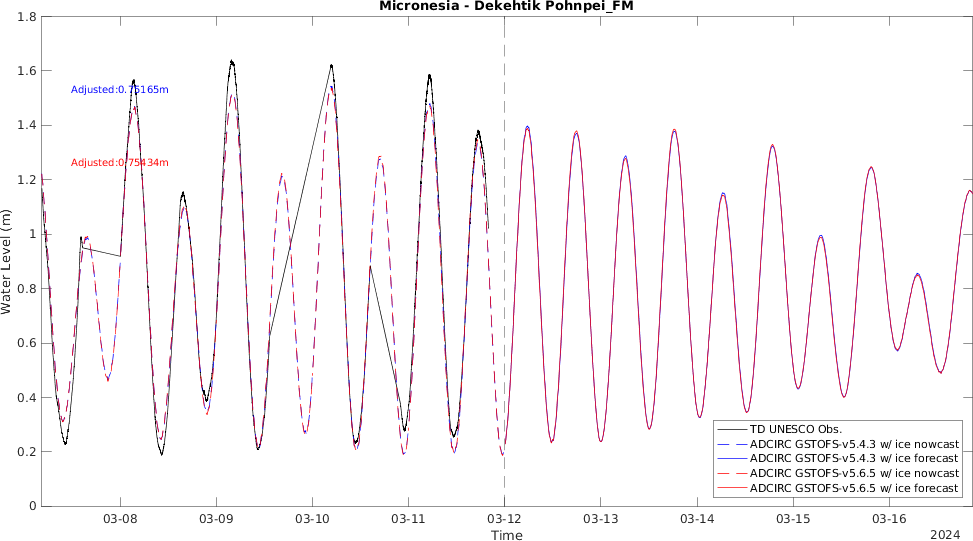 Micronesia - Dekehtik Pohnpei_FM
Water Level (m)
1.8
1.6
1.4
1.2
1
0.8
0.6
0.4
0.2
0
Adjusted:0.75165m
Adjusted:0.75434m
TD UNESCO Obs.
ADCIRC GSTOFS-v5.4.3 w/ ice nowcast
ADCIRC GSTOFS-v5.4.3 w/ ice forecast
ADCIRC GSTOFS-v5.6.5 w/ ice nowcast
ADCIRC GSTOFS-v5.6.5 w/ ice forecast
03-08 03-09 03-10 03-11 03-12 03-13 03-14 03-15 03-16
Time
2024